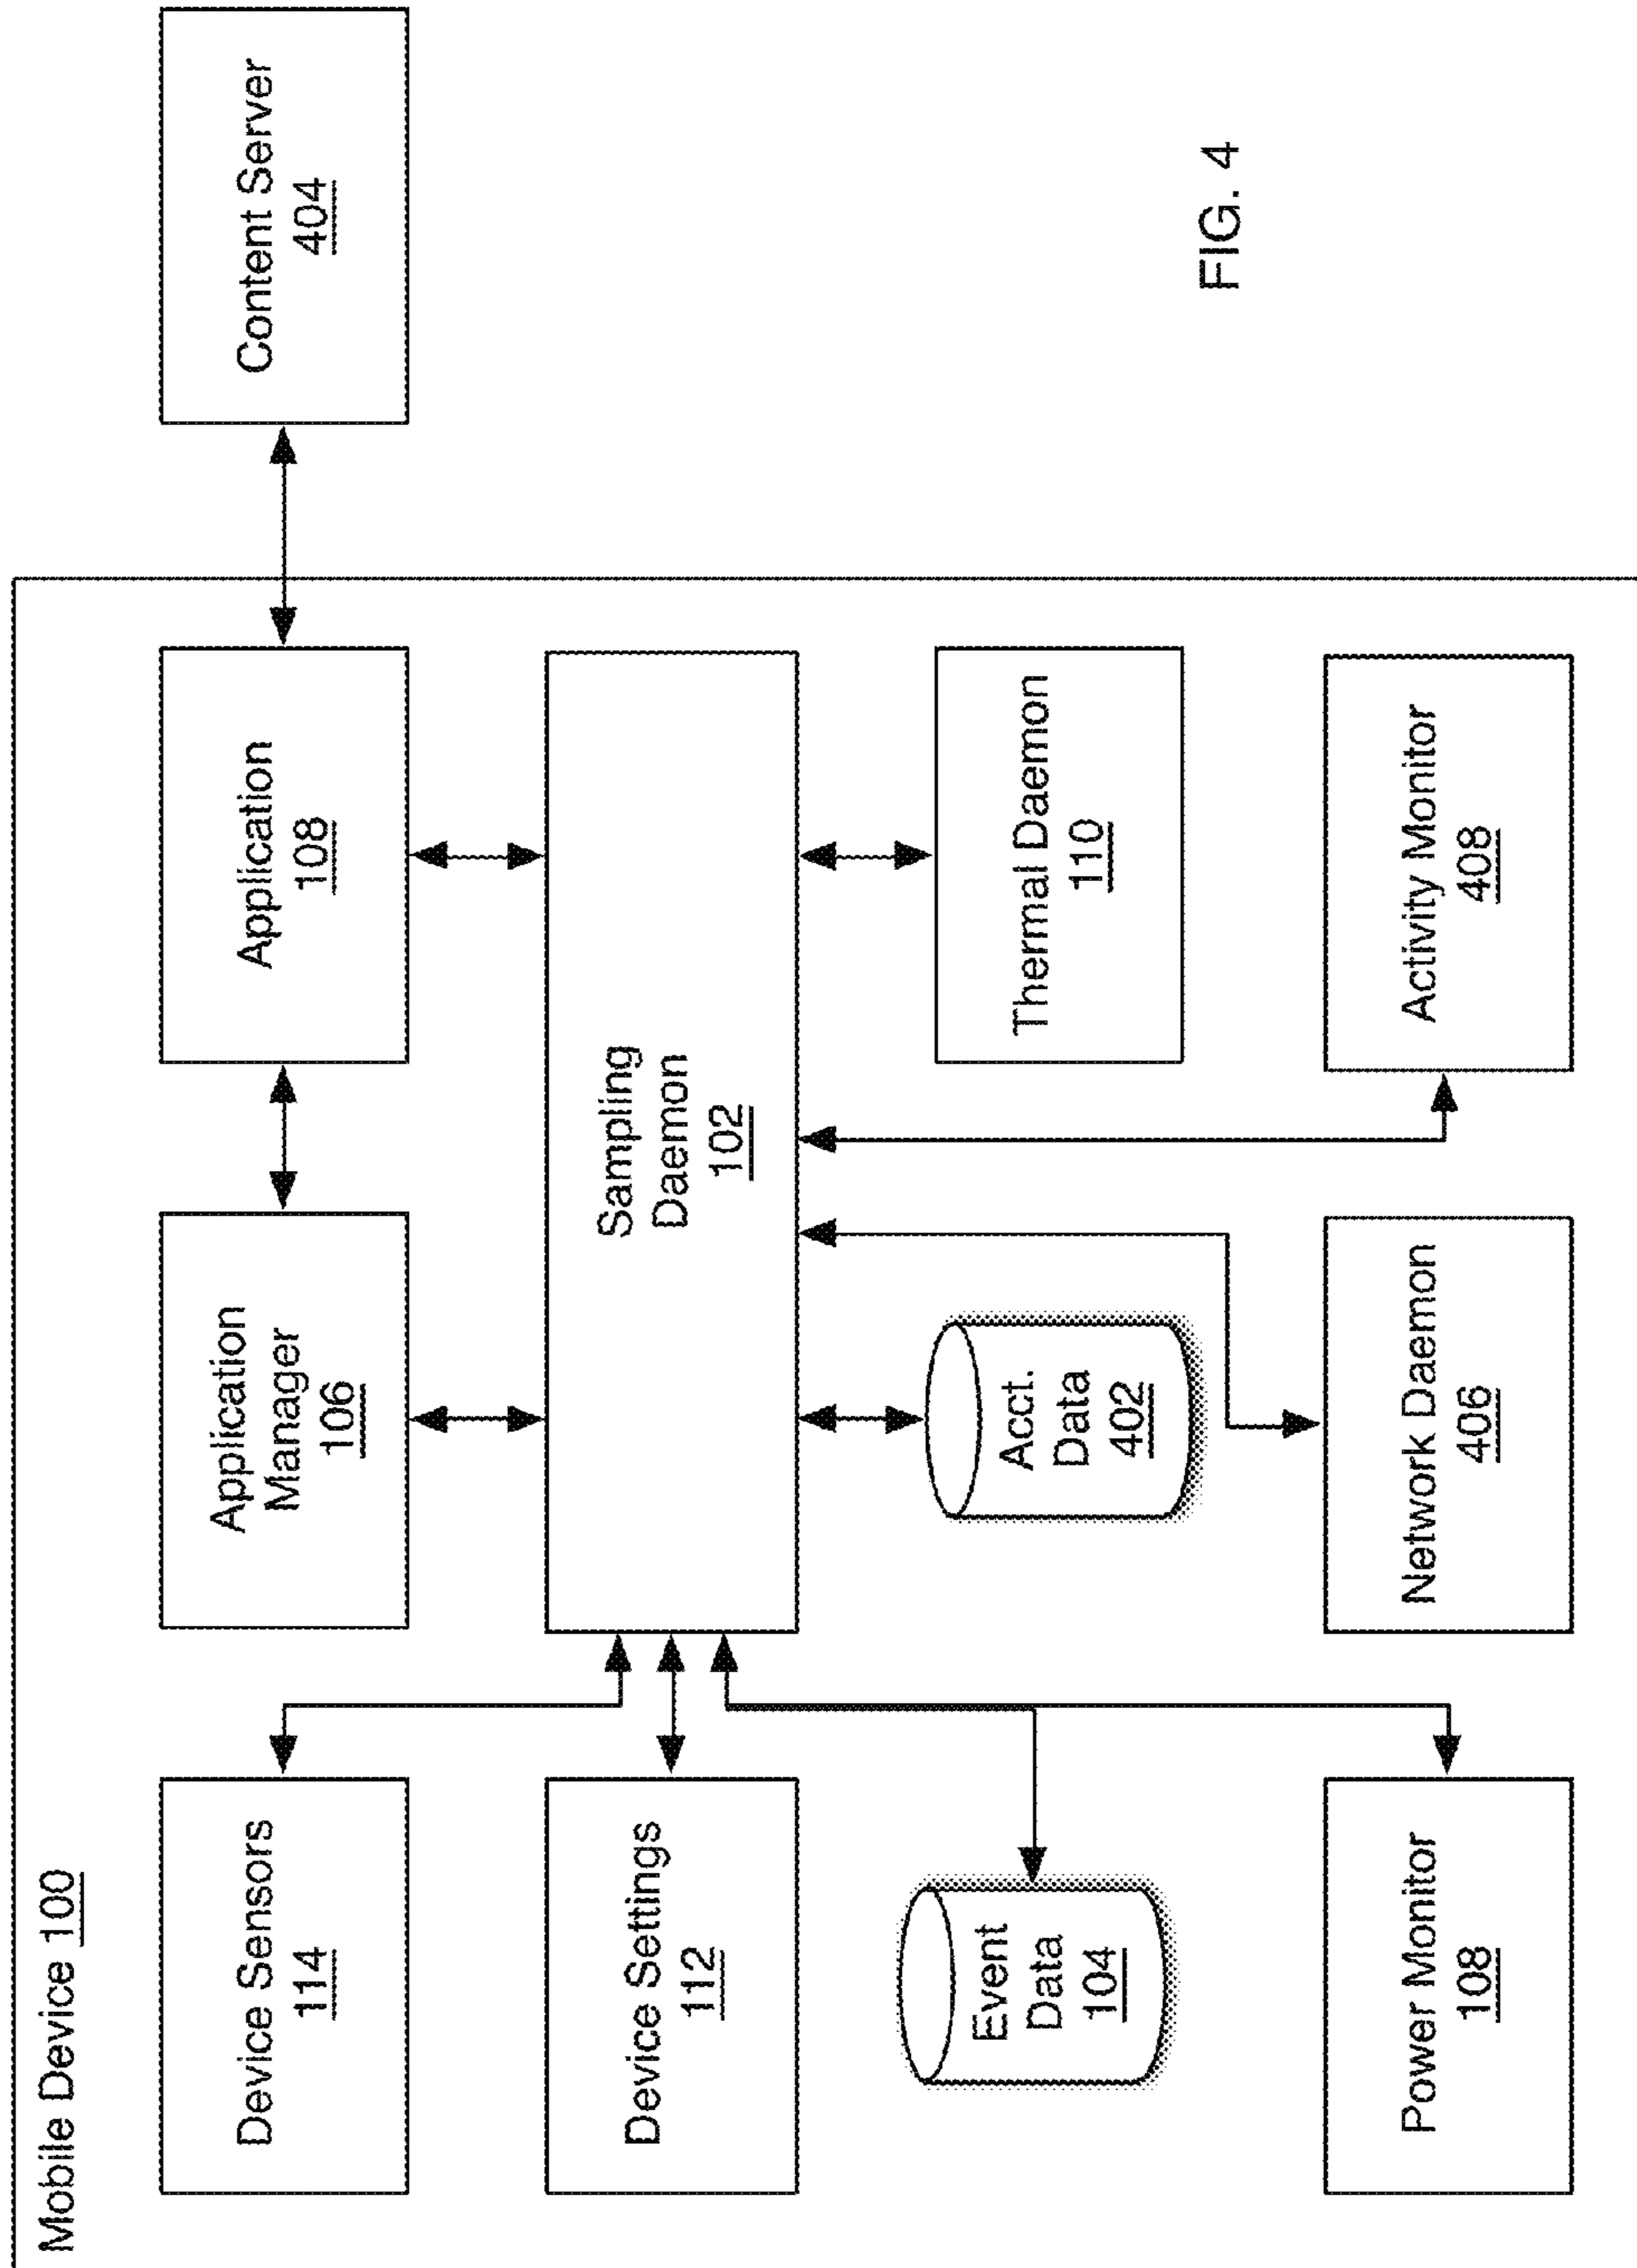 Mobile Device 100
Device Sensors
114
Application
Manager
106
Application
108
Content Server
404
Device Settings
112
Sampling
Daemon
102
Event
Data
104
Acct.
Data
402
Thermal Daemon
110
Power Monitor
108
Network Daemon
406
Activity Monitor
408
FIG. 4